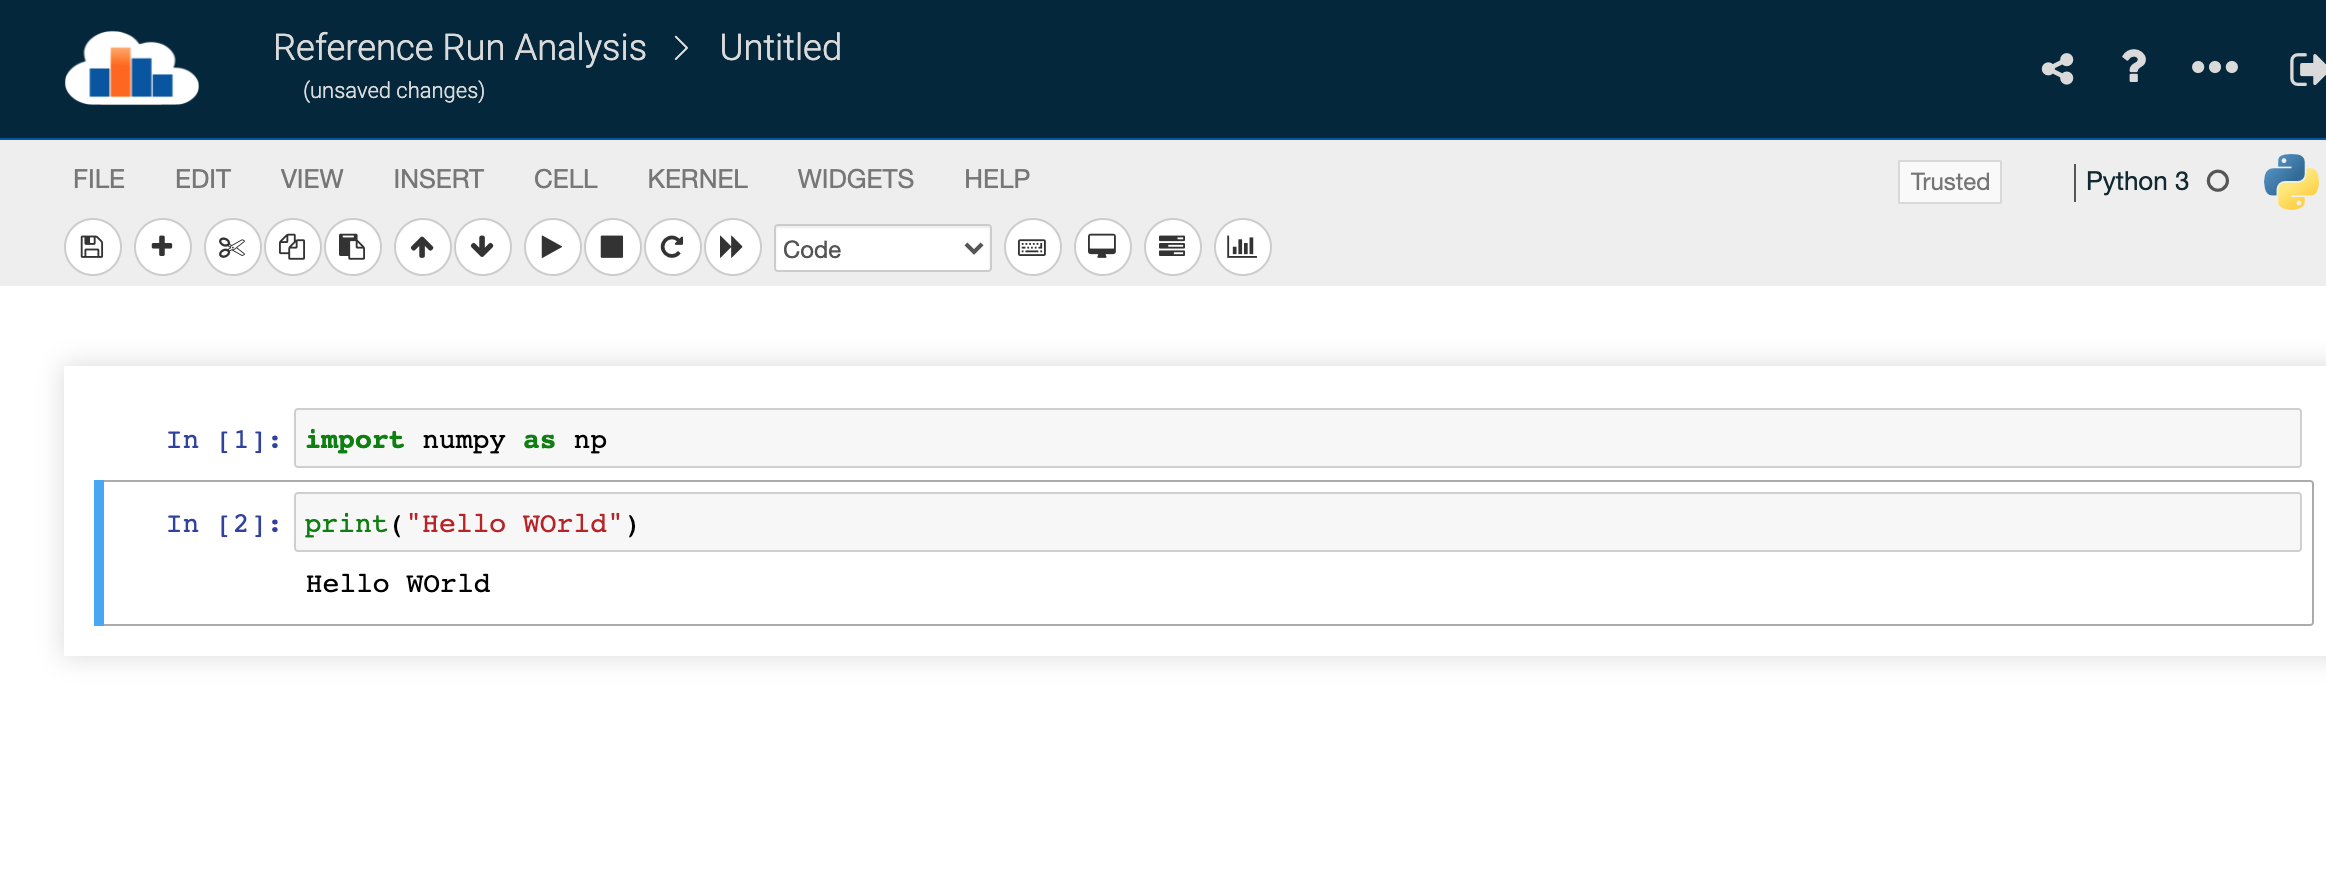 Reference Run Analysis > Untitled
(unsaved changes)
FILE EDIT VIEW INSERT CELL KERNEL WIDGETS HELP Trusted Python 3
Code
In [1]: import numpy as np
In [2]: print("Hello WOrld")
Hello WOrld